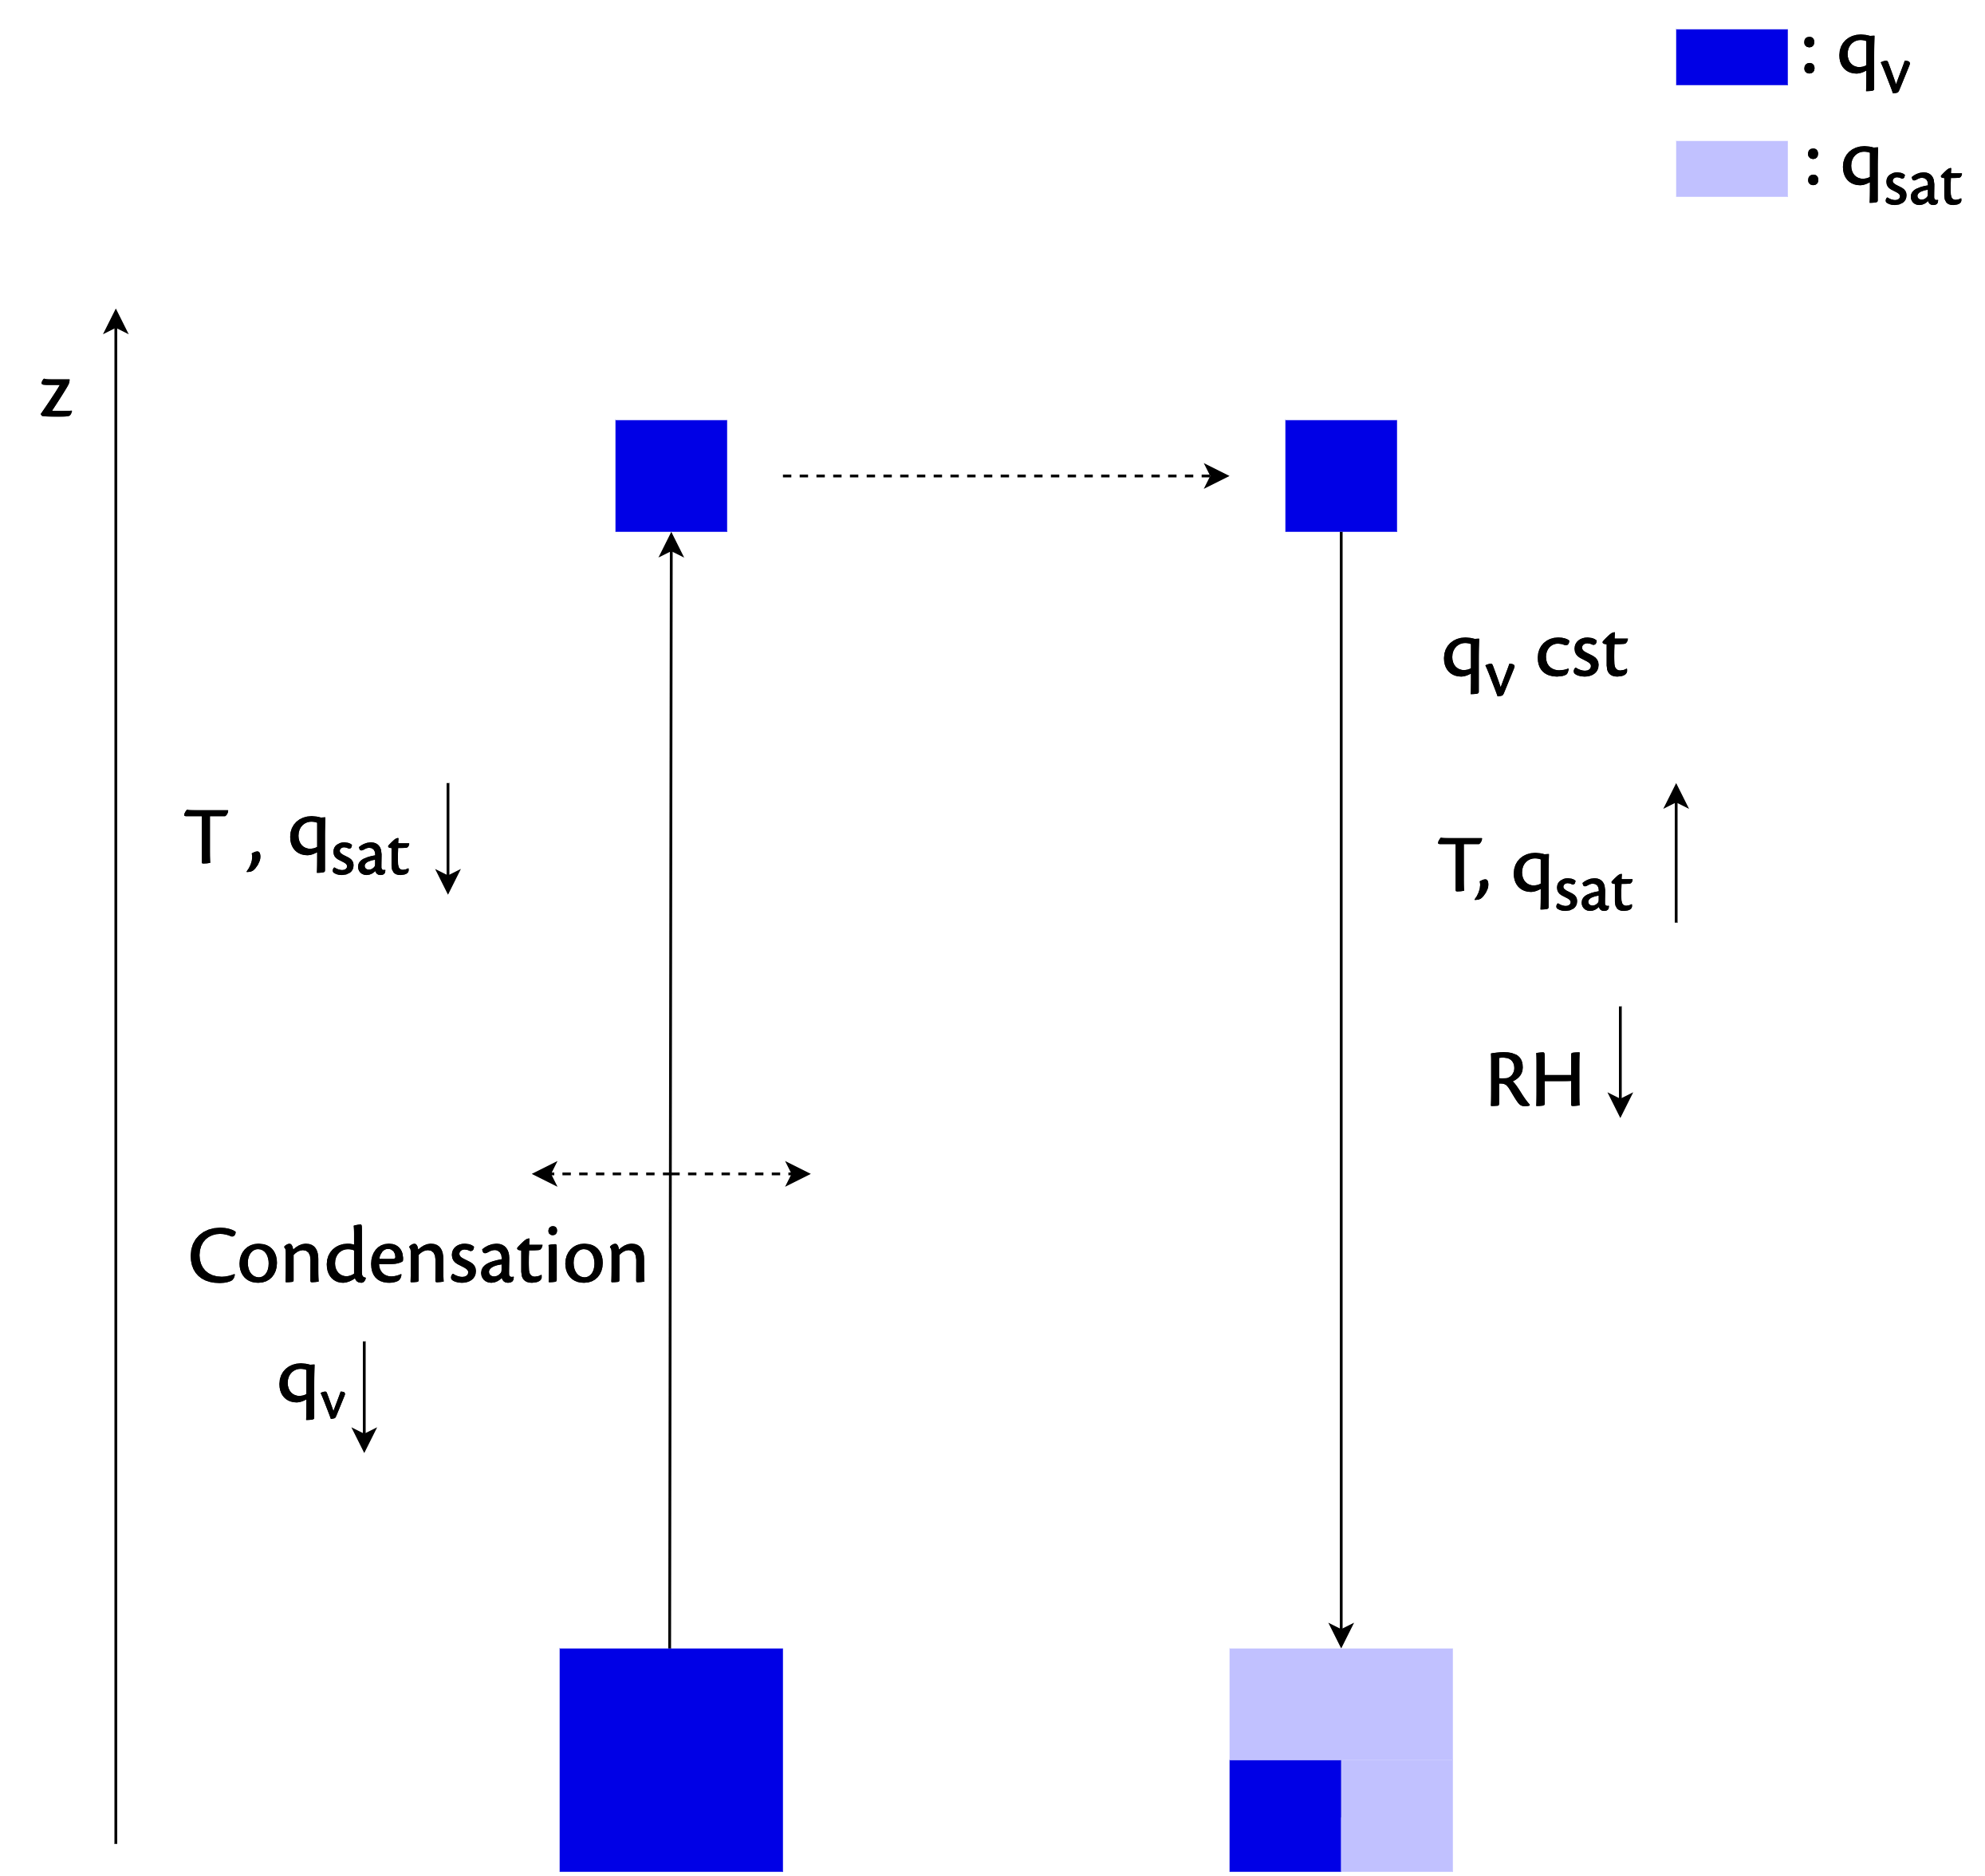 : qv
: qsat
z
qv cst
T , qsat
T, qsat
RH
Condensation
qv